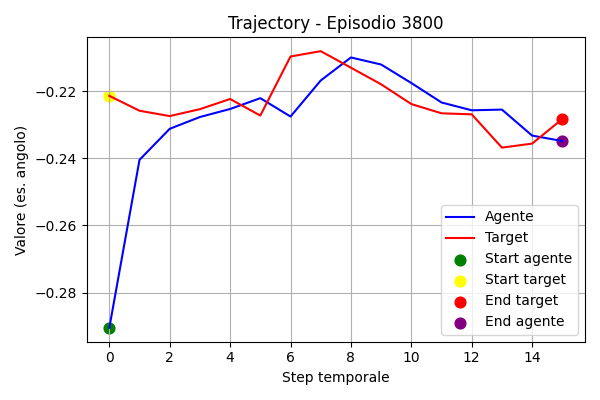 Trajectory - Episodio 3800
Valore (es. angolo)
−0.22
−0.24
−0.26
−0.28
0 2 4 6 8 10 12 14
Step temporale
Agente
Target
Start agente
Start target
End target
End agente